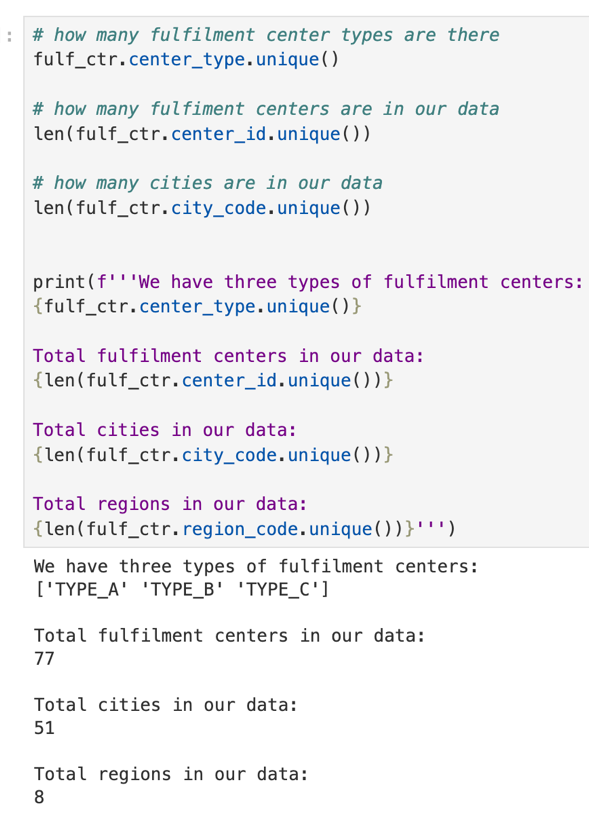 :
# how many fulfilment center types are there
fulf_ctr.center_type.unique()

# how many fulfiment centers are in our data
len(fulf_ctr.center_id.unique())

# how many cities are in our data
len(fulf_ctr.city_code.unique())


print(f'''We have three types of fulfilment centers:
{fulf_ctr.center_type.unique()}

Total fulfilment centers in our data:
{len(fulf_ctr.center_id.unique())}

Total cities in our data:
{len(fulf_ctr.city_code.unique())}

Total regions in our data:
{len(fulf_ctr.region_code.unique())}''')
We have three types of fulfilment centers:
['TYPE_A' 'TYPE_B' 'TYPE_C']

Total fulfilment centers in our data:
77

Total cities in our data:
51

Total regions in our data:
8